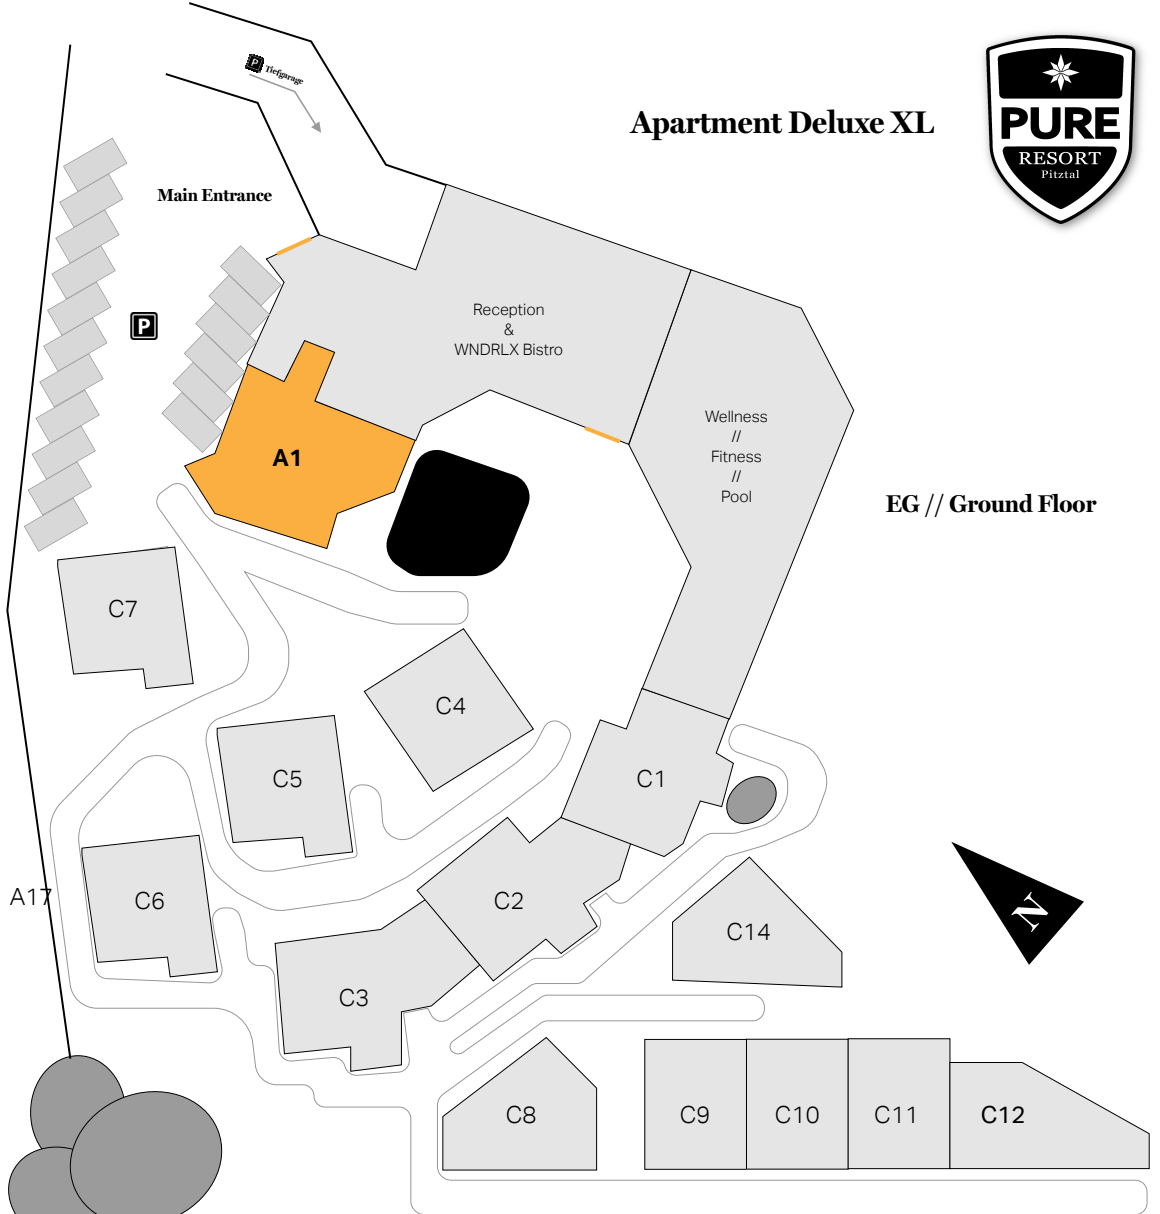 P Tiefgarage
Apartment Deluxe XL
PURE
RESORT
Pitztal
Main Entrance
P
Reception
&
WNDRLX Bistro
Wellness
//
Fitness
//
Pool
A1
EG // Ground Floor
C7
C4
C5
C1
A17
C6
C2
C14
N
C3
C8
C9
C10
C11
C12